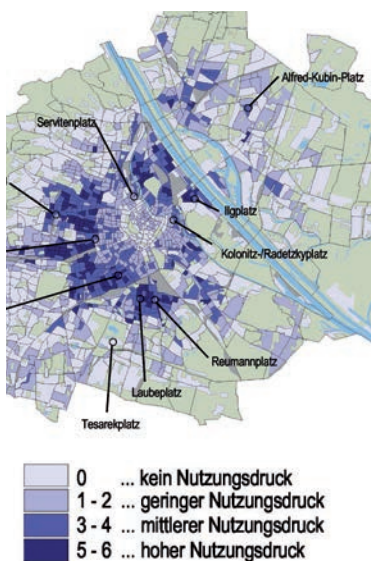 Alfred-Kubin-Platz
Servitenplatz
Ilgplatz
Kolonitz-/Radetzkyplatz
Reumannplatz
Laubeplatz
Tesarekplatz
0 ... kein Nutzungsdruck
1 - 2 ... geringer Nutzungsdruck
3 - 4 ... mittlerer Nutzungsdruck
5 - 6 ... hoher Nutzungsdruck